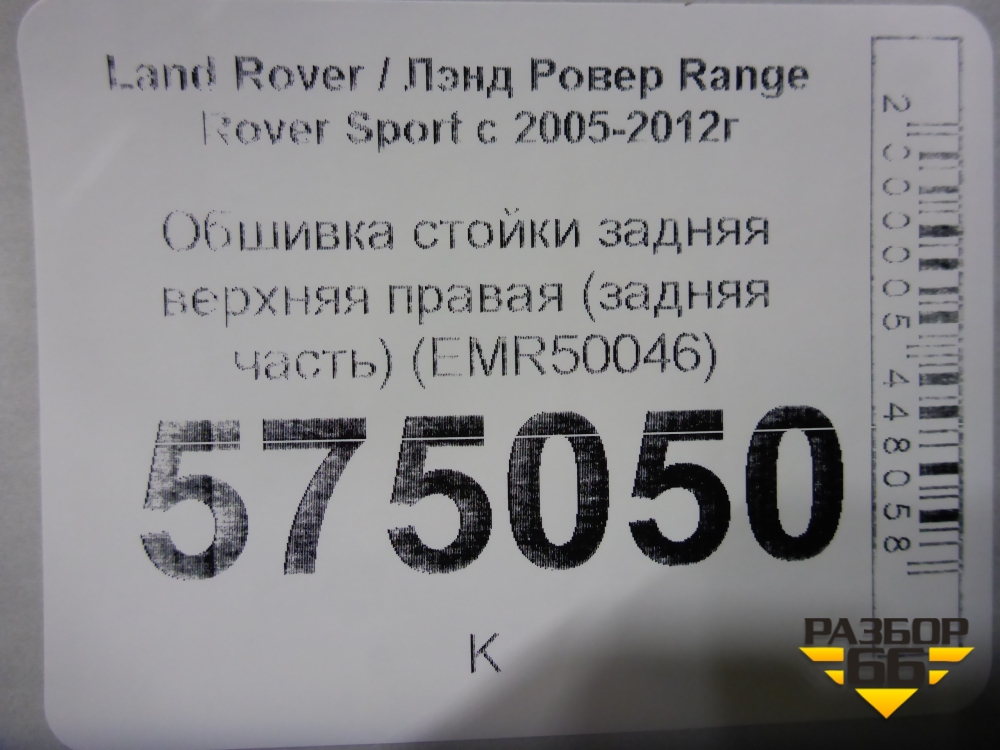 Land Rover / Лэнд Ровер Range
Rover Sport с 2005-2012г
Обшивка стойки задняя
верхняя правая (задняя
часть) (EMR50046)
575050
К
2000005448058
РАЗБОР
66